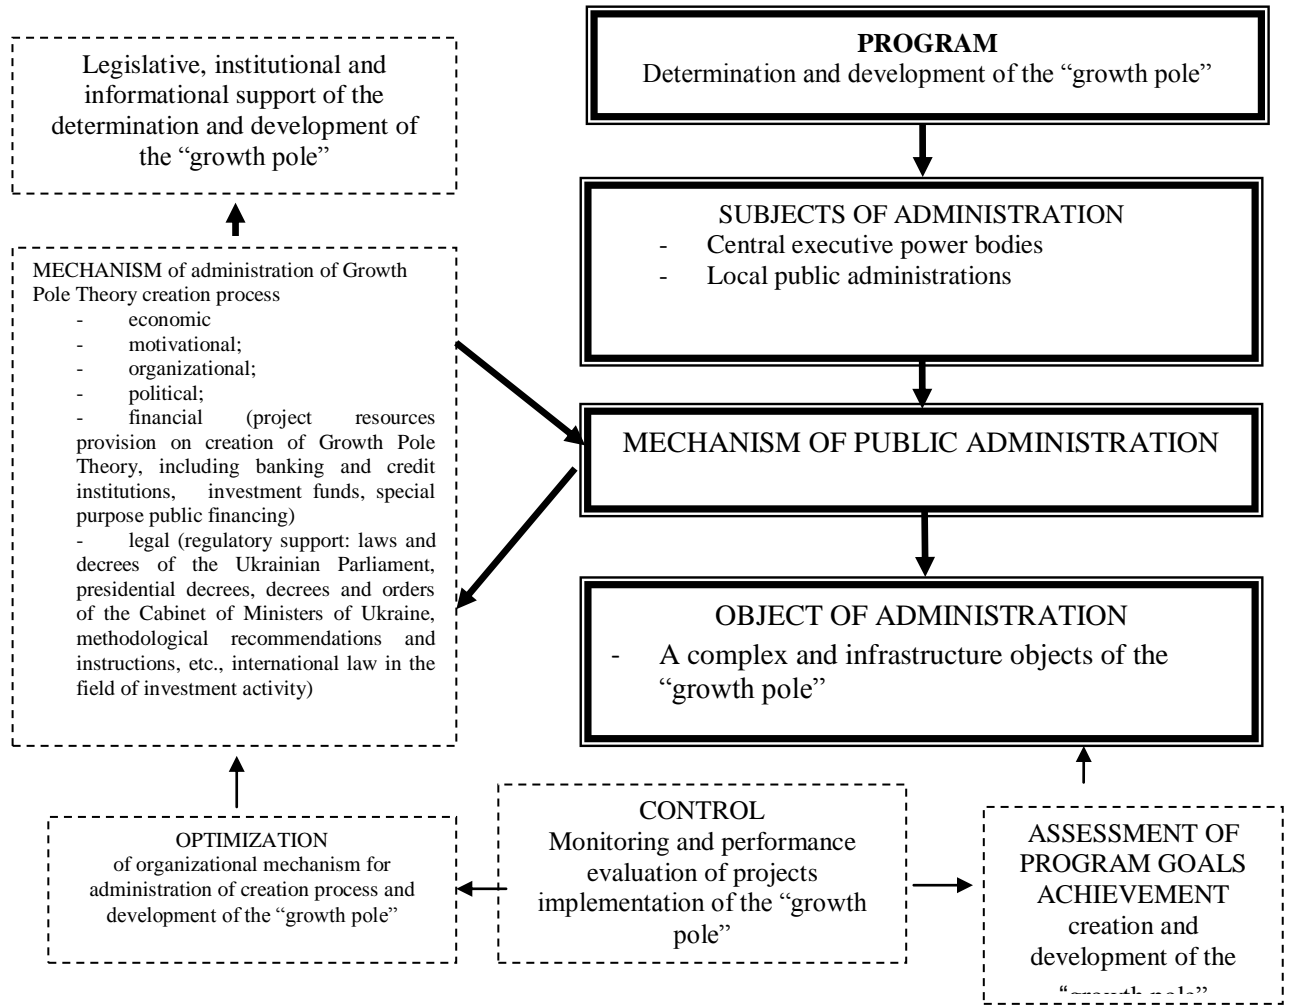 Legislative, institutional and
informational support of the
determination and development of
the “growth pole”
PROGRAM
Determination and development of the “growth pole”
SUBJECTS OF ADMINISTRATION
- Central executive power bodies
- Local public administrations
MECHANISM of administration of Growth
Pole Theory creation process
- economic
- motivational;
- organizational;
- political;
- financial (project resources
provision on creation of Growth Pole
Theory, including banking and credit
institutions, investment funds, special
purpose public financing)
- legal (regulatory support: laws and
decrees of the Ukrainian Parliament,
presidential decrees, decrees and orders
of the Cabinet of Ministers of Ukraine,
methodological recommendations and
instructions, etc., international law in the
field of investment activity)
MECHANISM OF PUBLIC ADMINISTRATION
OBJECT OF ADMINISTRATION
- A complex and infrastructure objects of the
“growth pole”
OPTIMIZATION
of organizational mechanism for
administration of creation process and
development of the “growth pole”
CONTROL
Monitoring and performance
evaluation of projects
implementation of the “growth
pole”
ASSESSMENT OF
PROGRAM GOALS
ACHIEVEMENT
creation and
development of the
“growth pole”